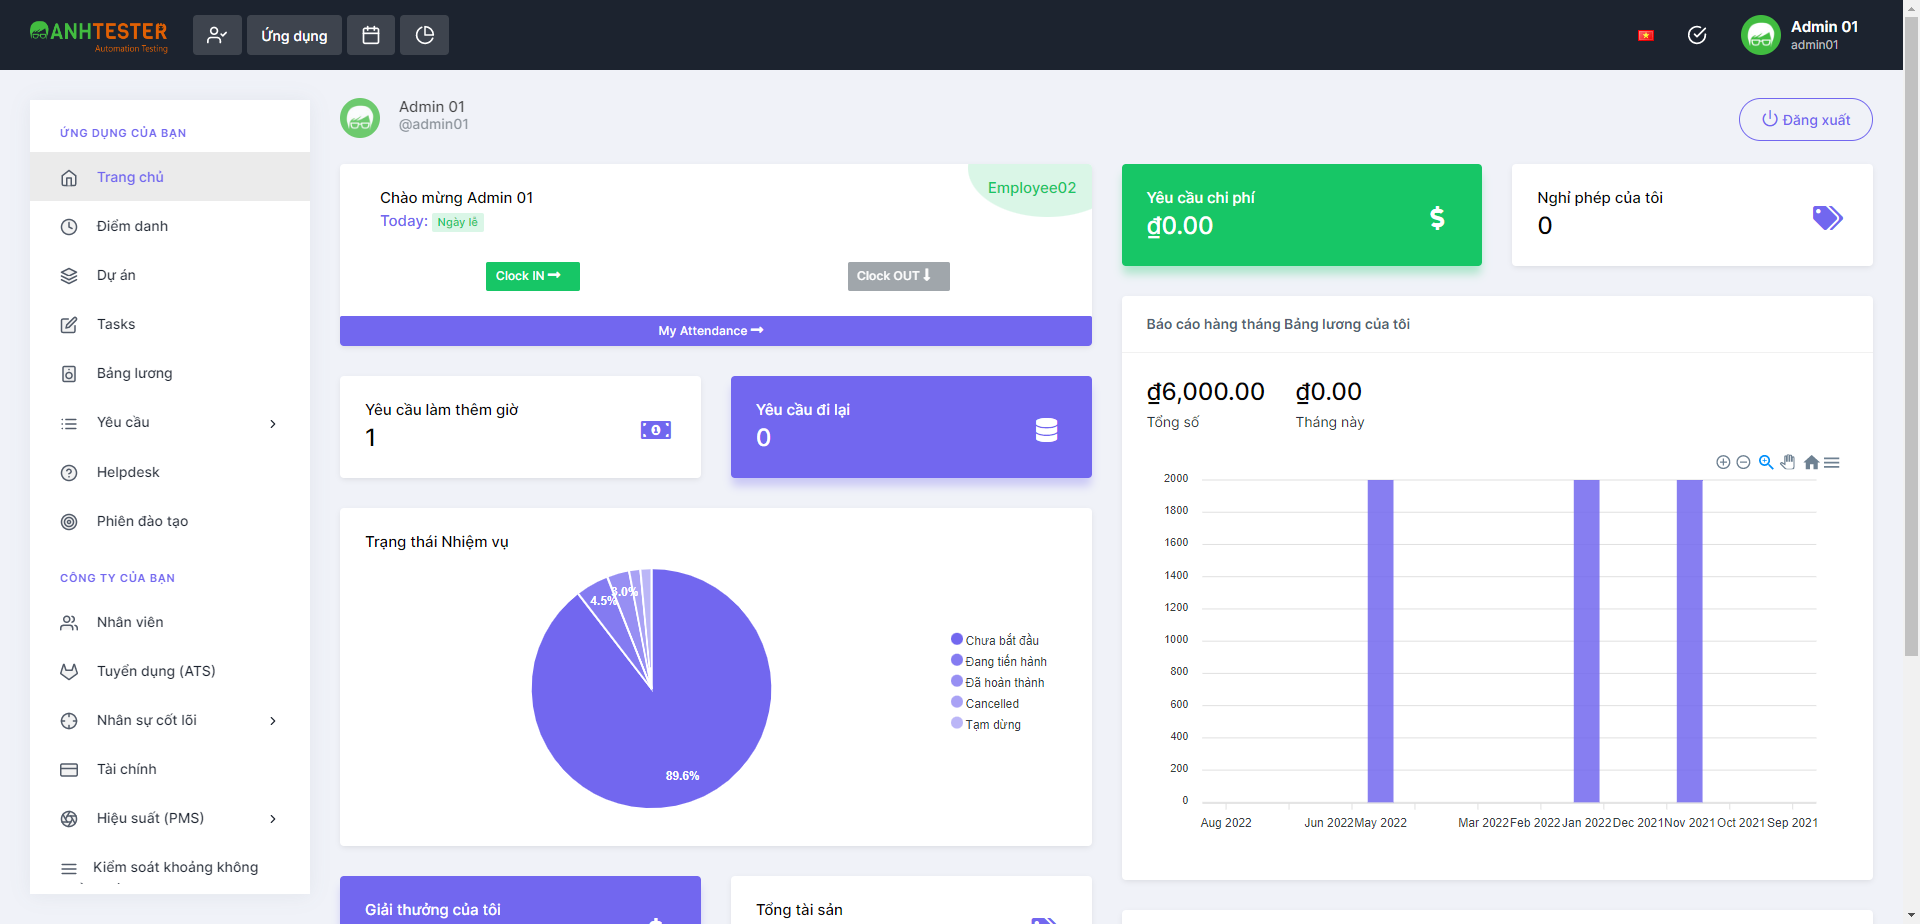 ANHTESTER
Automation Testing
Ứng dụng
Admin 01
admin01
ỨNG DỤNG CỦA BẠN
Trang chủ
Điểm danh
Dự án
Tasks
Bảng lương
Yêu cầu
Helpdesk
Phiên đào tạo
CÔNG TY CỦA BẠN
Nhân viên
Tuyển dụng (ATS)
Nhân sự cốt lõi
Tài chính
Hiệu suất (PMS)
Kiểm soát khoảng không
Admin 01
@admin01
Đăng xuất
Chào mừng Admin 01
Today: Ngày lễ
Employee02
Clock IN
Clock OUT
My Attendance
Yêu cầu chi phí
₫0.00
Nghỉ phép của tôi
0
Yêu cầu làm thêm giờ
1
Yêu cầu đi lại
0
Báo cáo hàng tháng Bảng lương của tôi
₫6,000.00
Tổng số
₫0.00
Tháng này
2000
1800
1600
1400
1200
1000
800
600
400
200
0
Aug 2022 Jun 2022 May 2022 Mar 2022 Feb 2022 Jan 2022 Dec 2021 Nov 2021 Oct 2021 Sep 2021
Trạng thái Nhiệm vụ
4.5%
3.0%
89.6%
Chưa bắt đầu
Đang tiến hành
Đã hoàn thành
Cancelled
Tạm dừng
Giải thưởng của tôi
Tổng tài sản